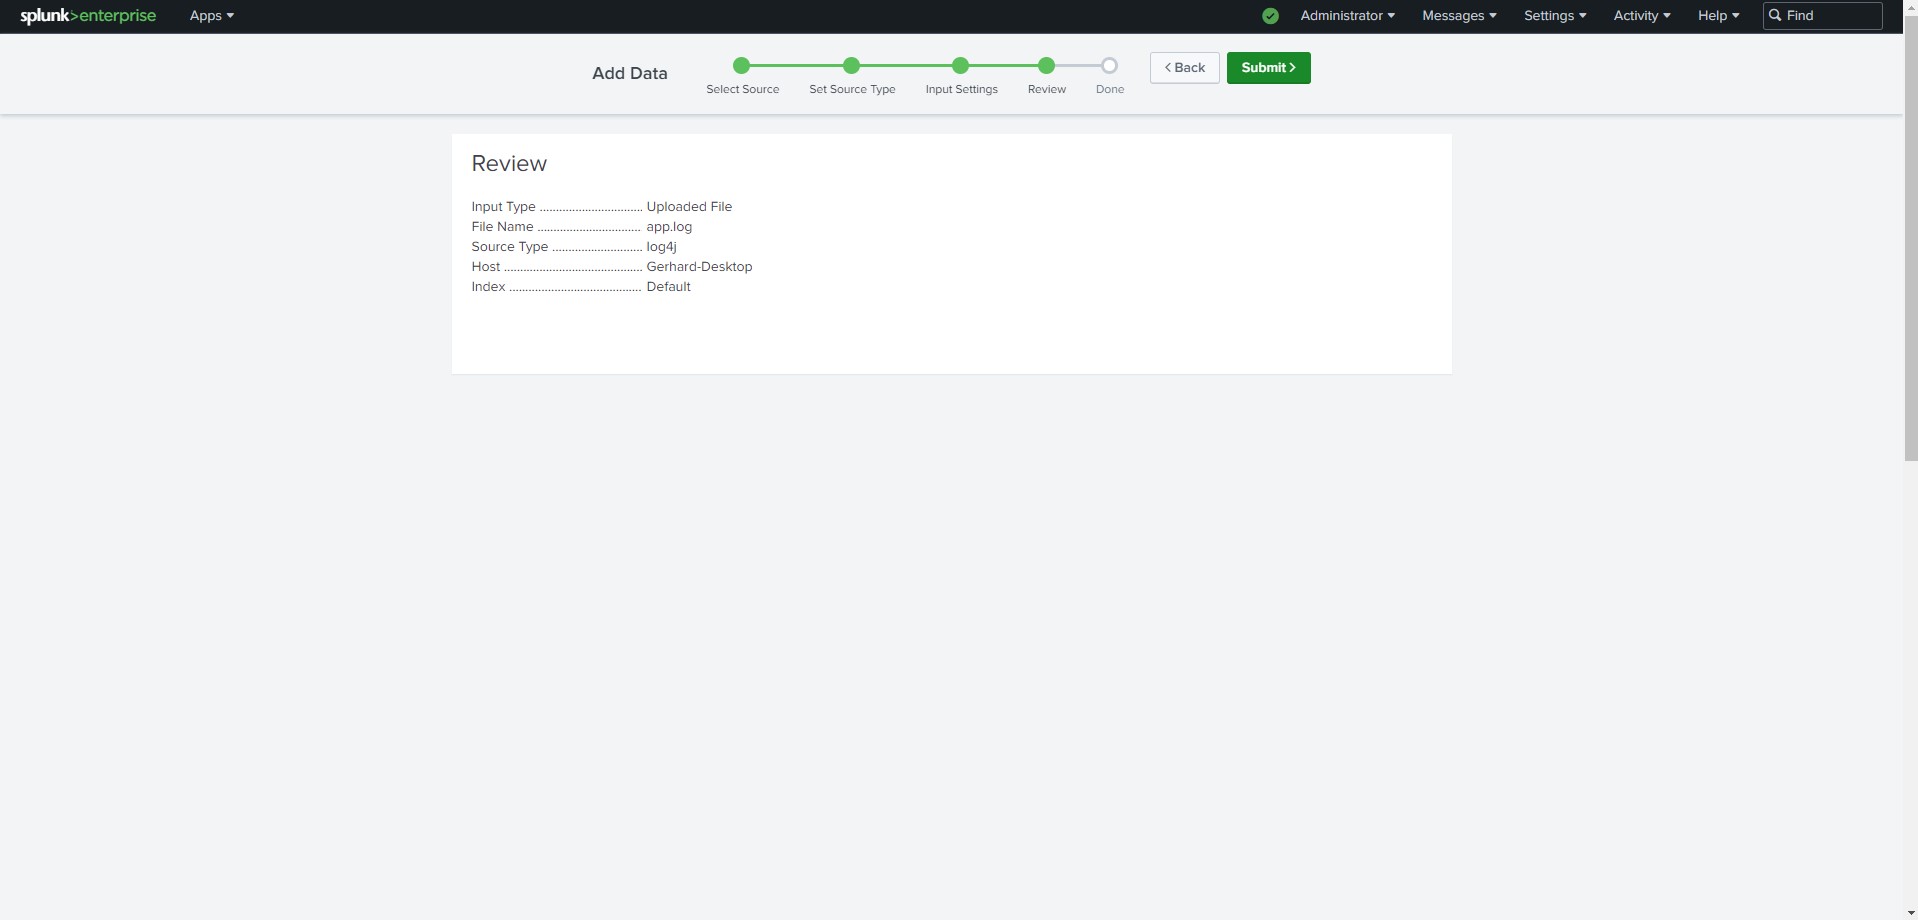 splunk>enterprise Apps Administrator Messages Settings Activity Help Find
Add Data
Select Source Set Source Type Input Settings Review Done
< Back Submit >
Review
Input Type ................................ Uploaded File
File Name ................................ app.log
Source Type ............................ log4j
Host ........................................... Gerhard-Desktop
Index ......................................... Default